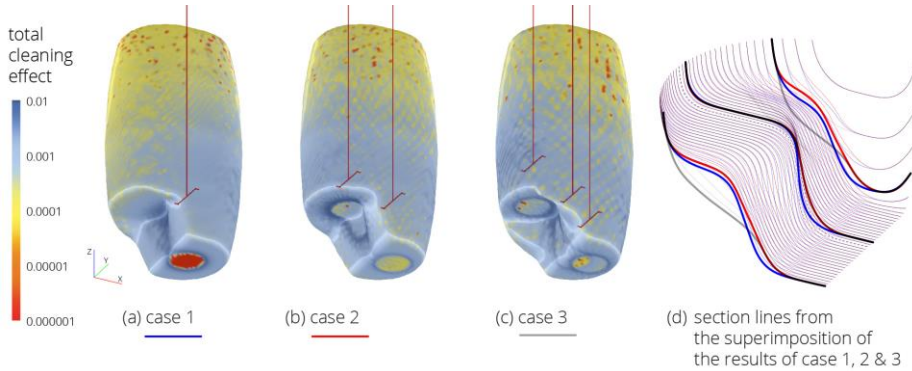 total
cleaning
effect
0.01
0.001
0.0001
0.00001
0.000001
Z
Y
X
(a) case 1
(b) case 2
(c) case 3
(d) section lines from
the superimposition of
the results of case 1, 2 & 3